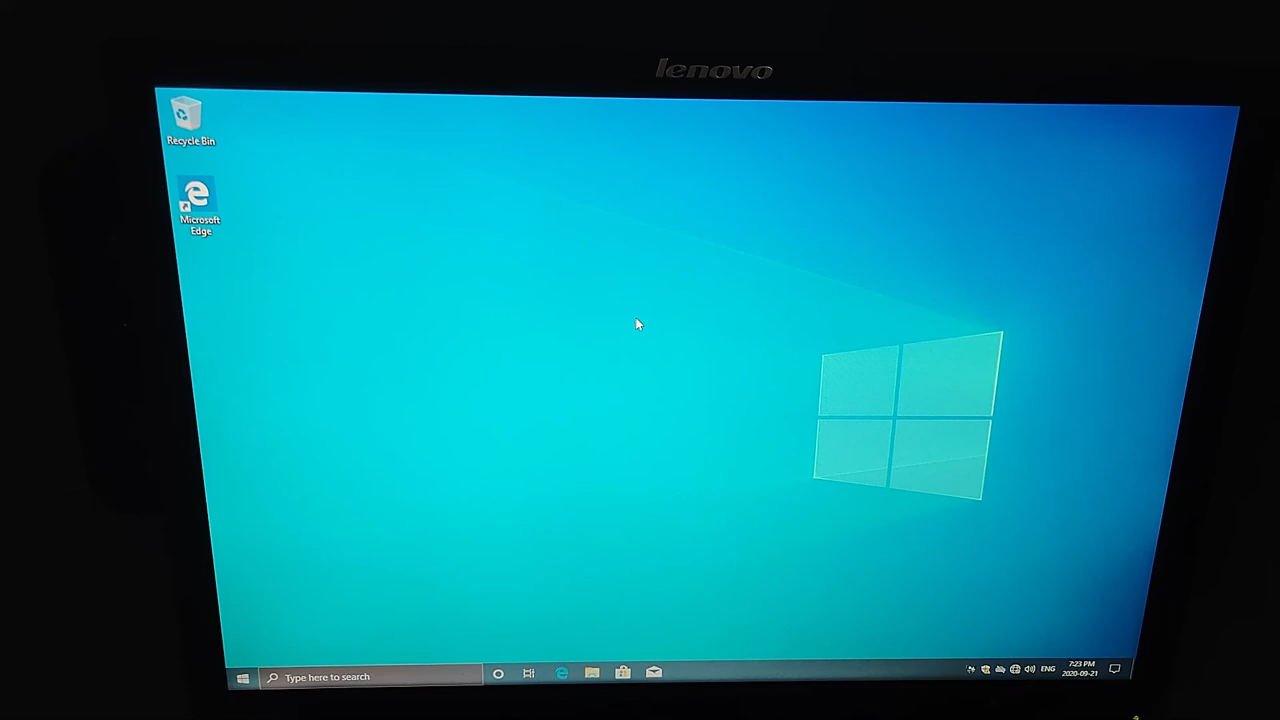 lenovo
Recycle Bin
Microsoft
Edge
Type here to search
ENG
7:23 PM
2020-09-21